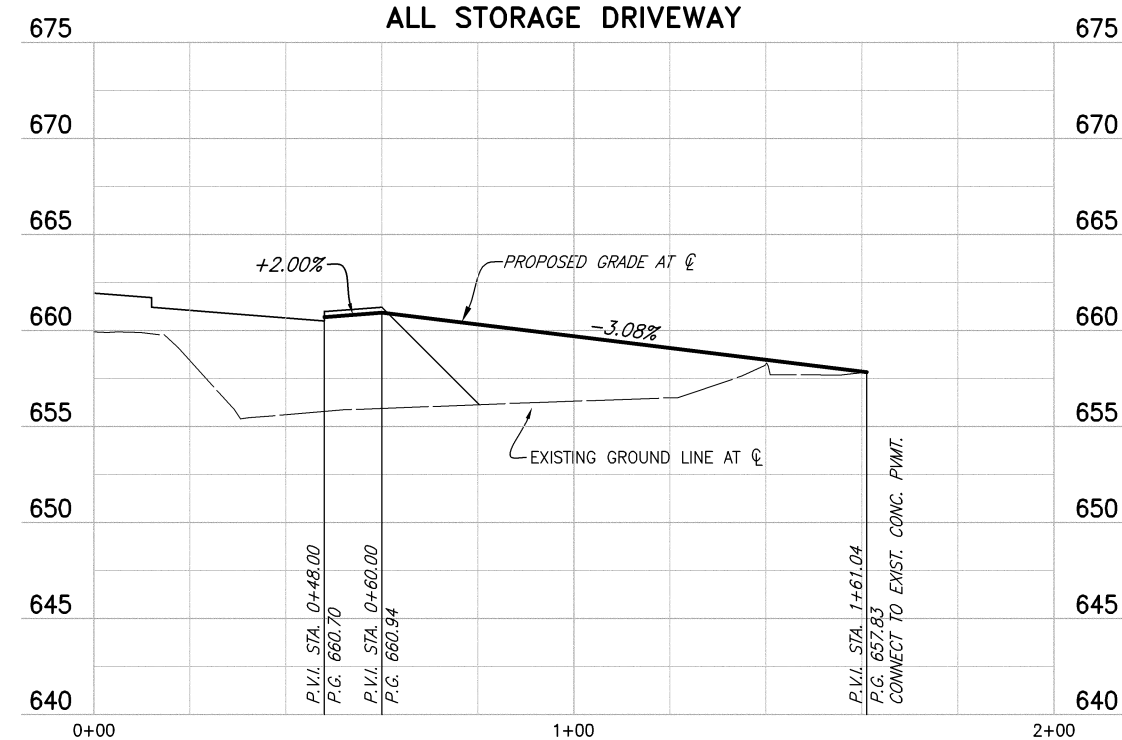 ALL STORAGE DRIVEWAY
675 675
670 670
665 665
+2.00%
PROPOSED GRADE AT ℄
660 660
-3.08%
655 655
EXISTING GROUND LINE AT ℄
650 650
645 645
P.V.I. STA. 0+48.00
P.G. 660.70
P.V.I. STA. 0+60.00
P.G. 660.94
P.V.I. STA. 1+61.04
P.G. 657.83
CONNECT TO EXIST. CONC. PVMT.
640 640
0+00 1+00 2+00